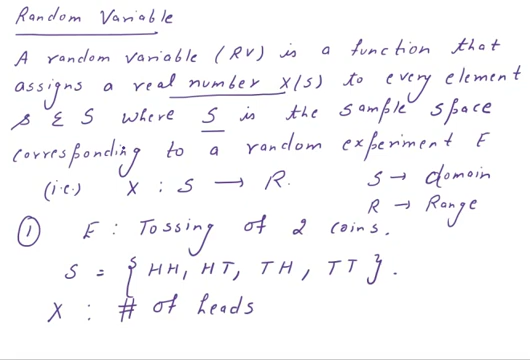 Random Variable
A random variable (RV) is a function that
assigns a real number X(s) to every element
s ε S where S is the sample space
corresponding to a random experiment E
(i.e.) X : S → R. S → domain
R → Range
① E : Tossing of 2 coins.
S = { HH, HT, TH, TT }.
X : # of heads